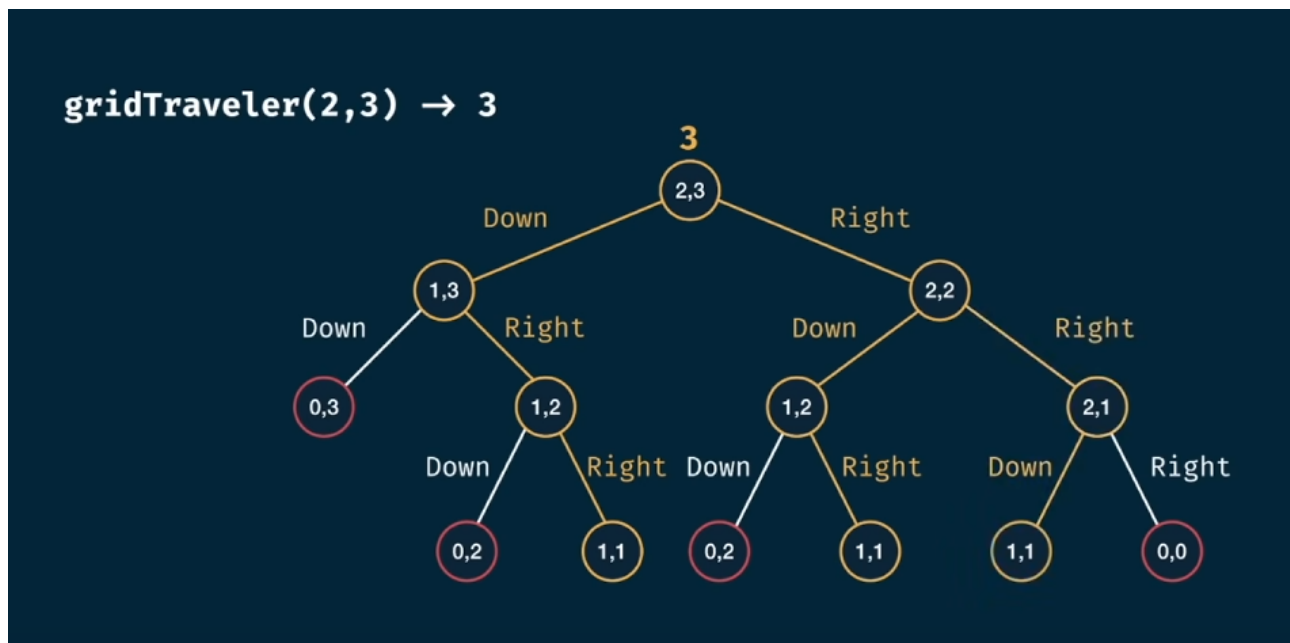 gridTraveler(2,3) → 3
3
2,3
Down Right
1,3 2,2
Down Right Down Right
0,3 1,2 1,2 2,1
Down Right Down Right Down Right
0,2 1,1 0,2 1,1 1,1 0,0